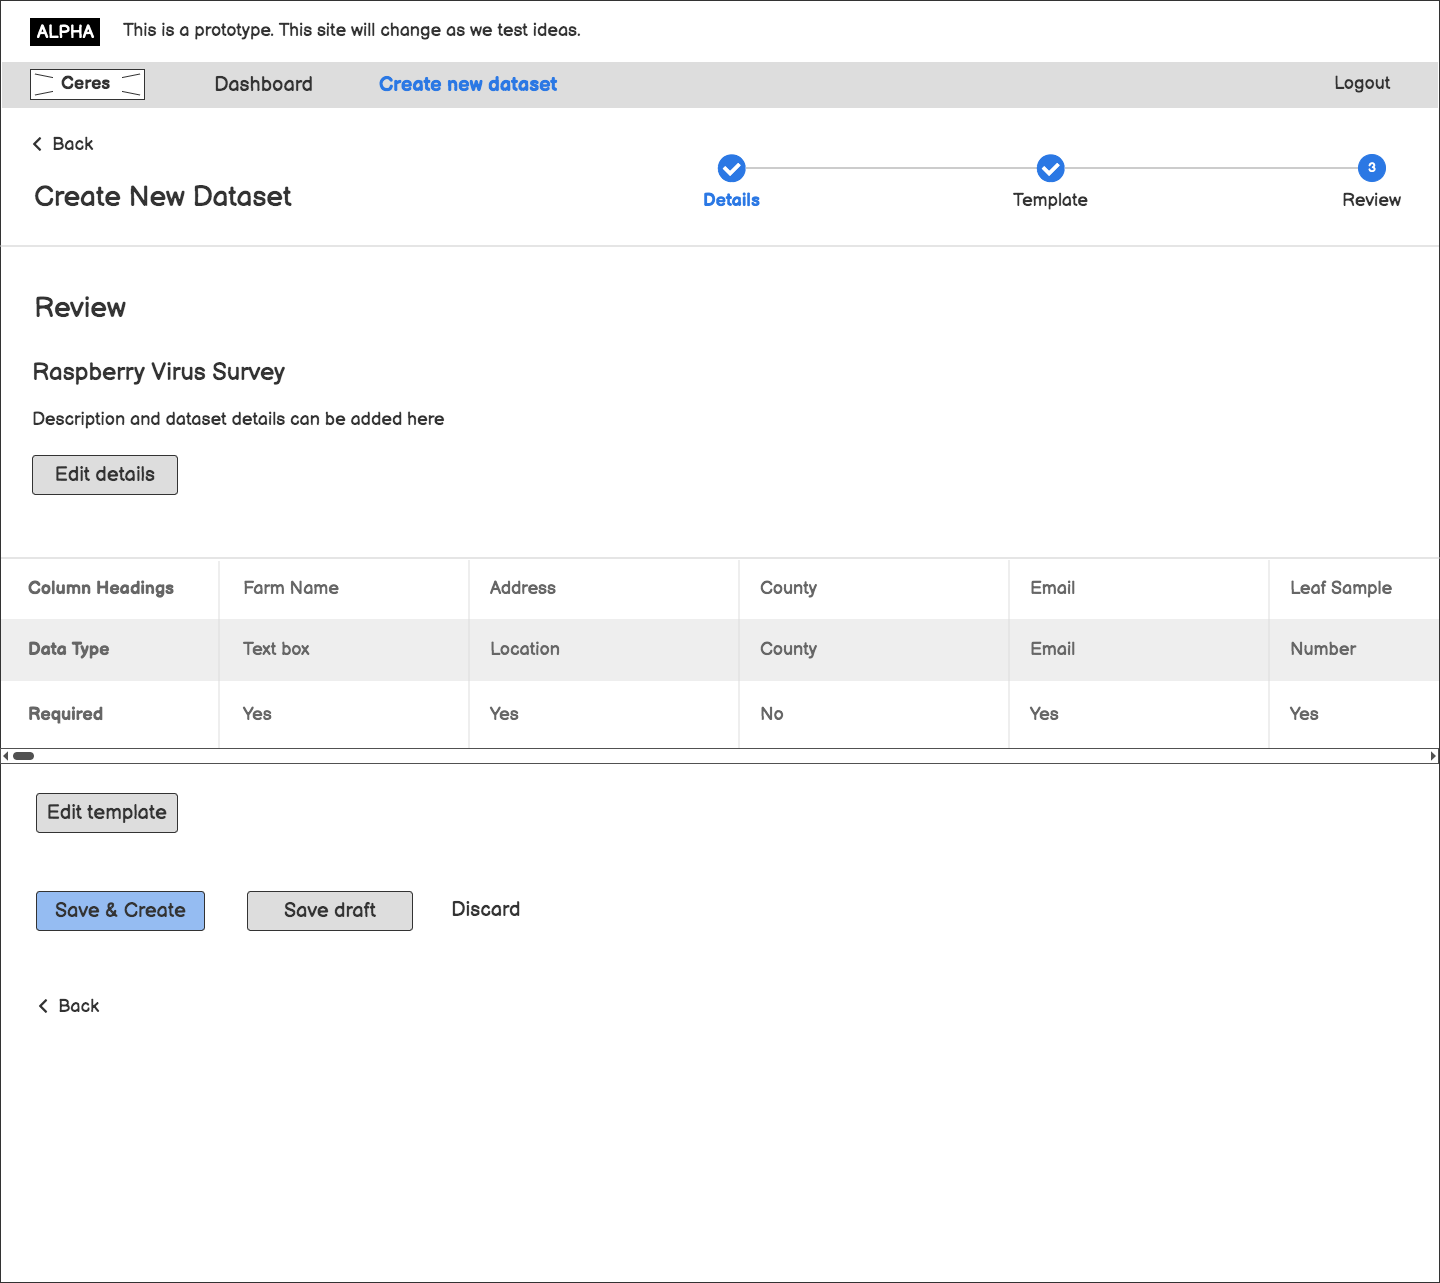 ALPHA This is a prototype. This site will change as we test ideas.
Ceres Dashboard Create new dataset Logout
Back
Create New Dataset
3
Details Template Review
Review
Raspberry Virus Survey
Description and dataset details can be added here
Edit details
Column Headings Farm Name Address County Email Leaf Sample
Data Type Text box Location County Email Number
Required Yes Yes No Yes Yes
Edit template
Save & Create Save draft Discard
Back